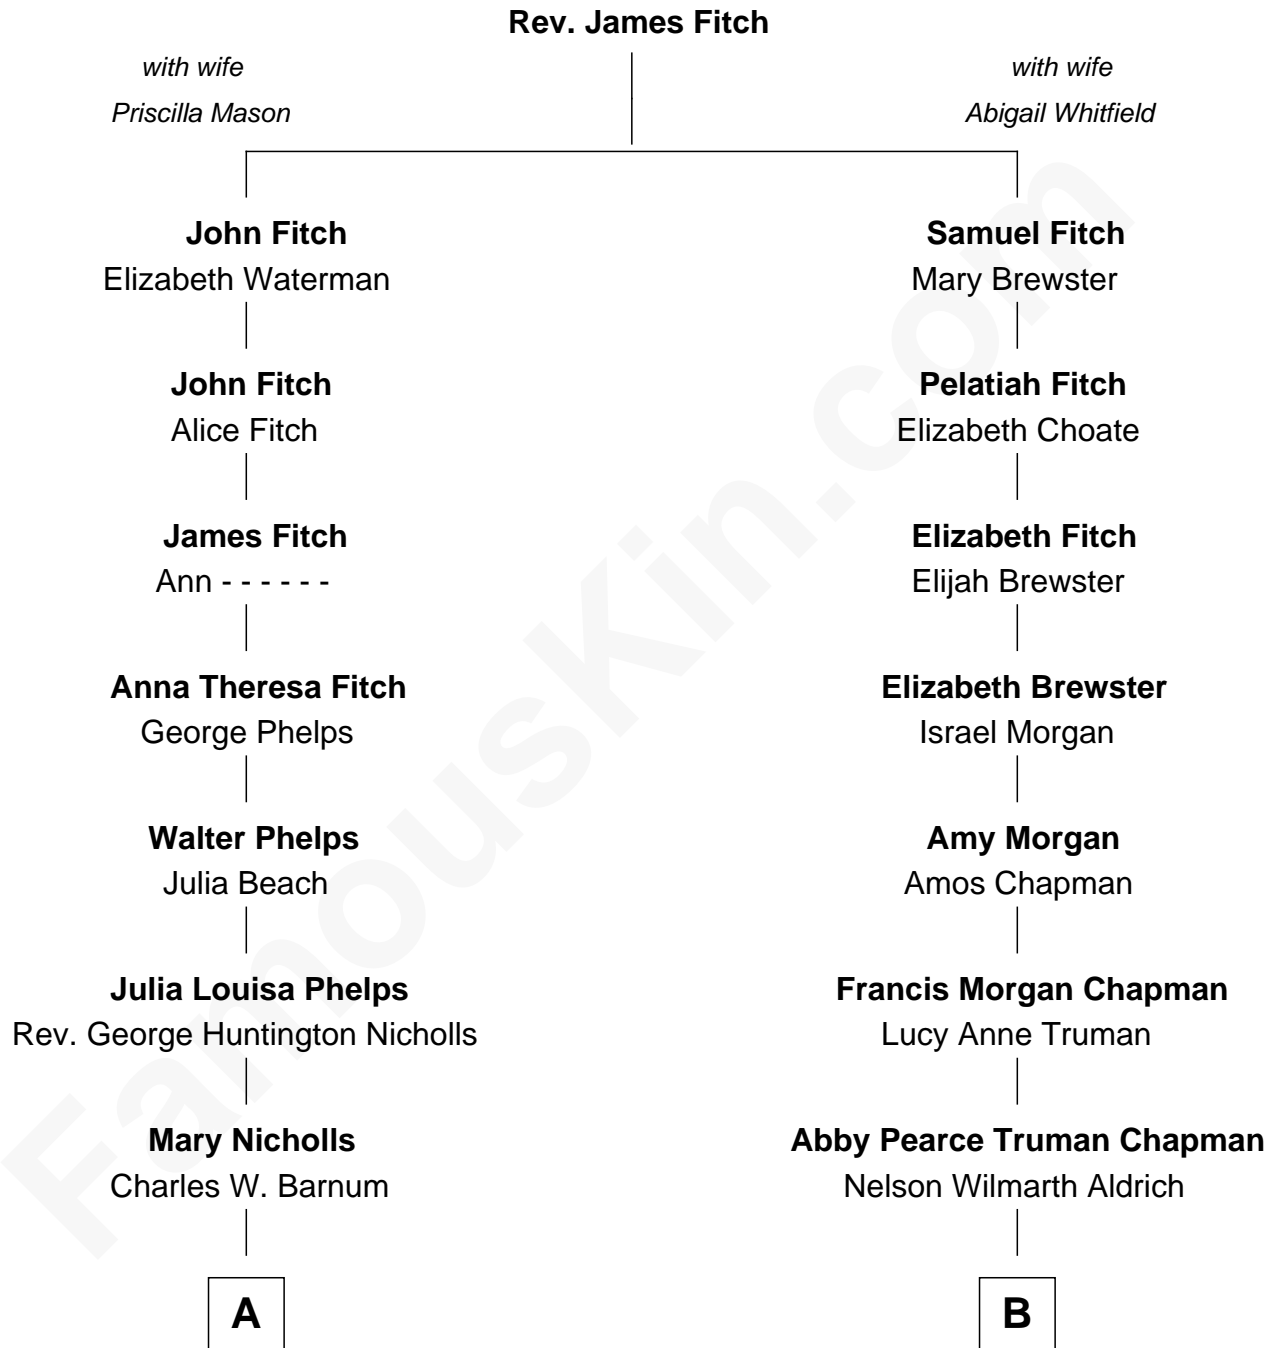 Rev. James Fitch
with wife
Priscilla Mason
with wife
Abigail Whitfield
John Fitch
Elizabeth Waterman
Samuel Fitch
Mary Brewster
John Fitch
Alice Fitch
Pelatiah Fitch
Elizabeth Choate
James Fitch
Ann - - - - - -
Elizabeth Fitch
Elijah Brewster
Anna Theresa Fitch
George Phelps
Elizabeth Brewster
Israel Morgan
Walter Phelps
Julia Beach
Amy Morgan
Amos Chapman
Julia Louisa Phelps
Rev. George Huntington Nicholls
Francis Morgan Chapman
Lucy Anne Truman
Mary Nicholls
Charles W. Barnum
Abby Pearce Truman Chapman
Nelson Wilmarth Aldrich
A
B
FamousKin.com